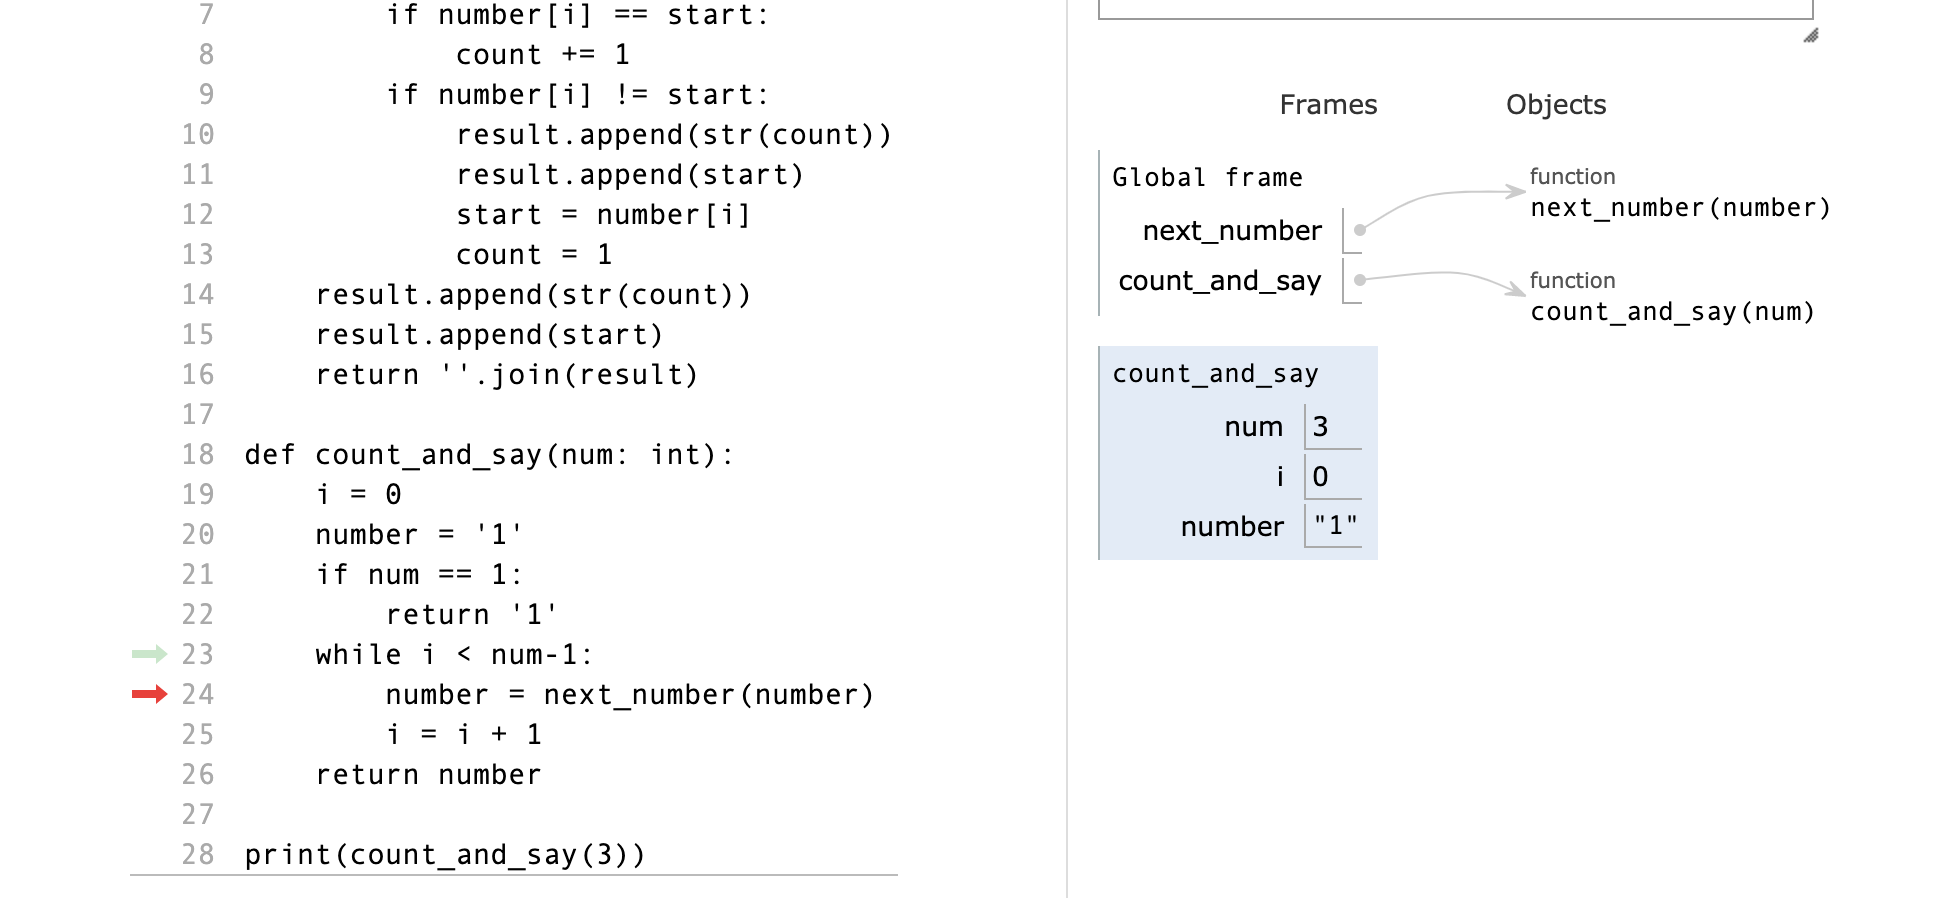 7         if number[i] == start:
8             count += 1
9         if number[i] != start:
10             result.append(str(count))
11             result.append(start)
12             start = number[i]
13             count = 1
14     result.append(str(count))
15     result.append(start)
16     return ''.join(result)
17
18 def count_and_say(num: int):
19     i = 0
20     number = '1'
21     if num == 1:
22         return '1'
23     while i < num-1:
24         number = next_number(number)
25         i = i + 1
26     return number
27
28 print(count_and_say(3))
Frames Objects
Global frame
next_number
count_and_say
function
next_number(number)
function
count_and_say(num)
count_and_say
num 3
i 0
number "1"